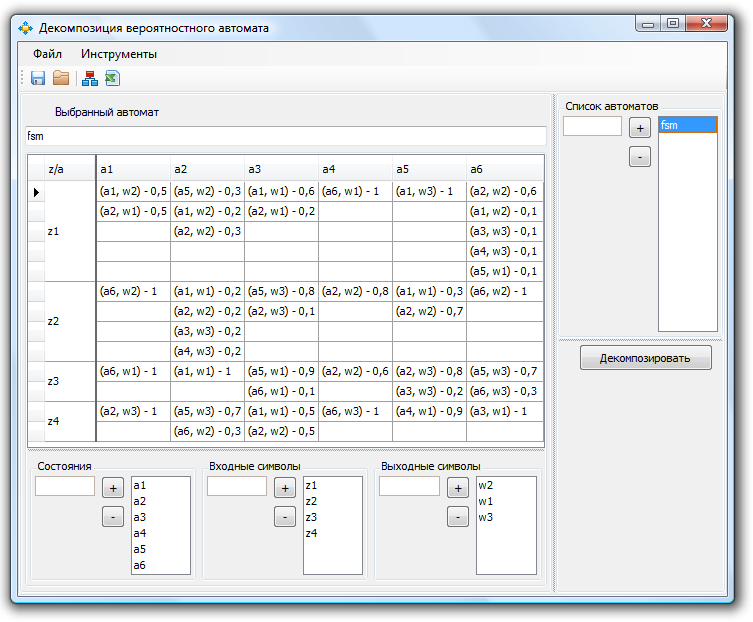 Декомпозиция вероятностного автомата
Файл Инструменты
Выбранный автомат
fsm
z/a a1 a2 a3 a4 a5 a6
z1
(a1, w2) - 0,5 (a5, w2) - 0,3 (a1, w1) - 0,6 (a6, w1) - 1 (a1, w3) - 1 (a2, w2) - 0,6
(a2, w1) - 0,5 (a1, w2) - 0,2 (a2, w1) - 0,2 (a1, w2) - 0,1
(a2, w2) - 0,3 (a3, w3) - 0,1
(a4, w3) - 0,1
(a5, w1) - 0,1
z2
(a6, w2) - 1 (a1, w1) - 0,2 (a5, w3) - 0,8 (a2, w2) - 0,8 (a1, w1) - 0,3 (a6, w2) - 1
(a2, w2) - 0,2 (a2, w3) - 0,1 (a2, w2) - 0,7
(a3, w3) - 0,2
(a4, w3) - 0,2
z3
(a6, w1) - 1 (a1, w1) - 1 (a5, w1) - 0,9 (a2, w2) - 0,6 (a2, w3) - 0,8 (a5, w3) - 0,7
(a6, w1) - 0,1 (a3, w3) - 0,2 (a6, w3) - 0,3
z4
(a2, w3) - 1 (a5, w3) - 0,7 (a1, w1) - 0,5 (a6, w3) - 1 (a4, w1) - 0,9 (a3, w1) - 1
(a6, w2) - 0,3 (a2, w2) - 0,5
Состояния
+
-
a1
a2
a3
a4
a5
a6
Входные символы
+
-
z1
z2
z3
z4
Выходные символы
+
-
w2
w1
w3
Список автоматов
+
-
fsm
Декомпозировать